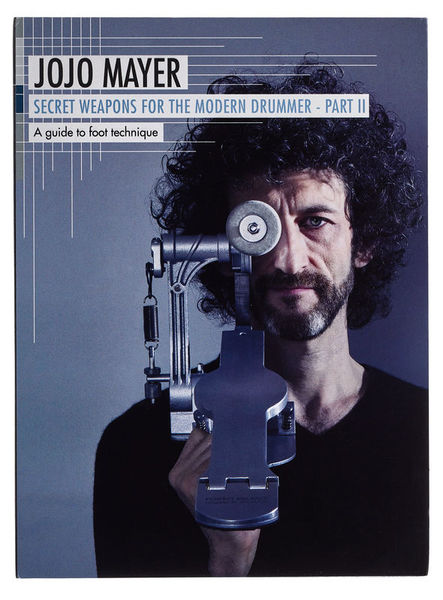 JOJO MAYER
SECRET WEAPONS FOR THE MODERN DRUMMER - PART II
A guide to foot technique